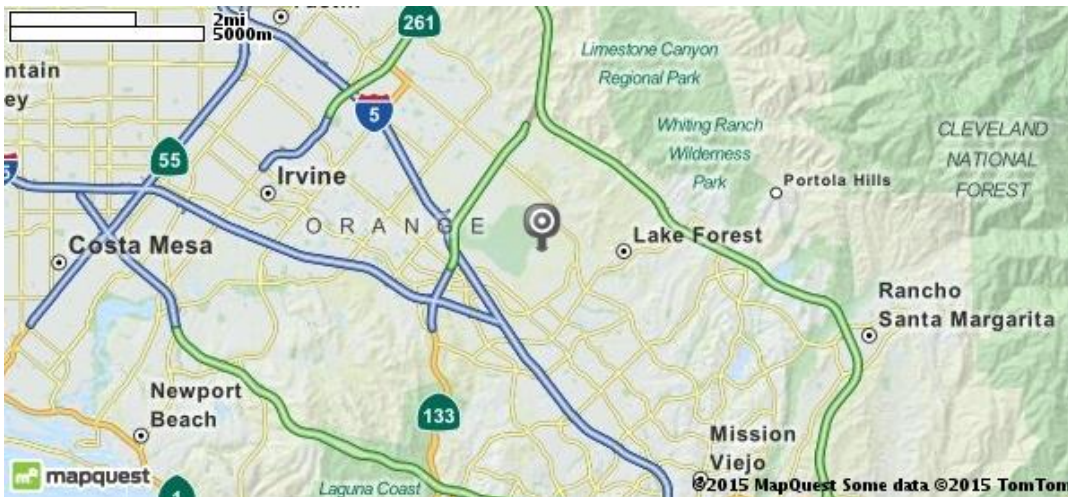 2mi
5000m
261
Limestone Canyon
Regional Park
ntain
ey
5
Whiting Ranch
Wilderness
Park
CLEVELAND
NATIONAL
FOREST
55
Irvine
Portola Hills
ORANGE
Costa Mesa
Lake Forest
Rancho
Santa Margarita
Newport
Beach
133
Mission
Viejo
mapquest
©2015 MapQuest Some data ©2015 TomTom
Laguna Coast
1